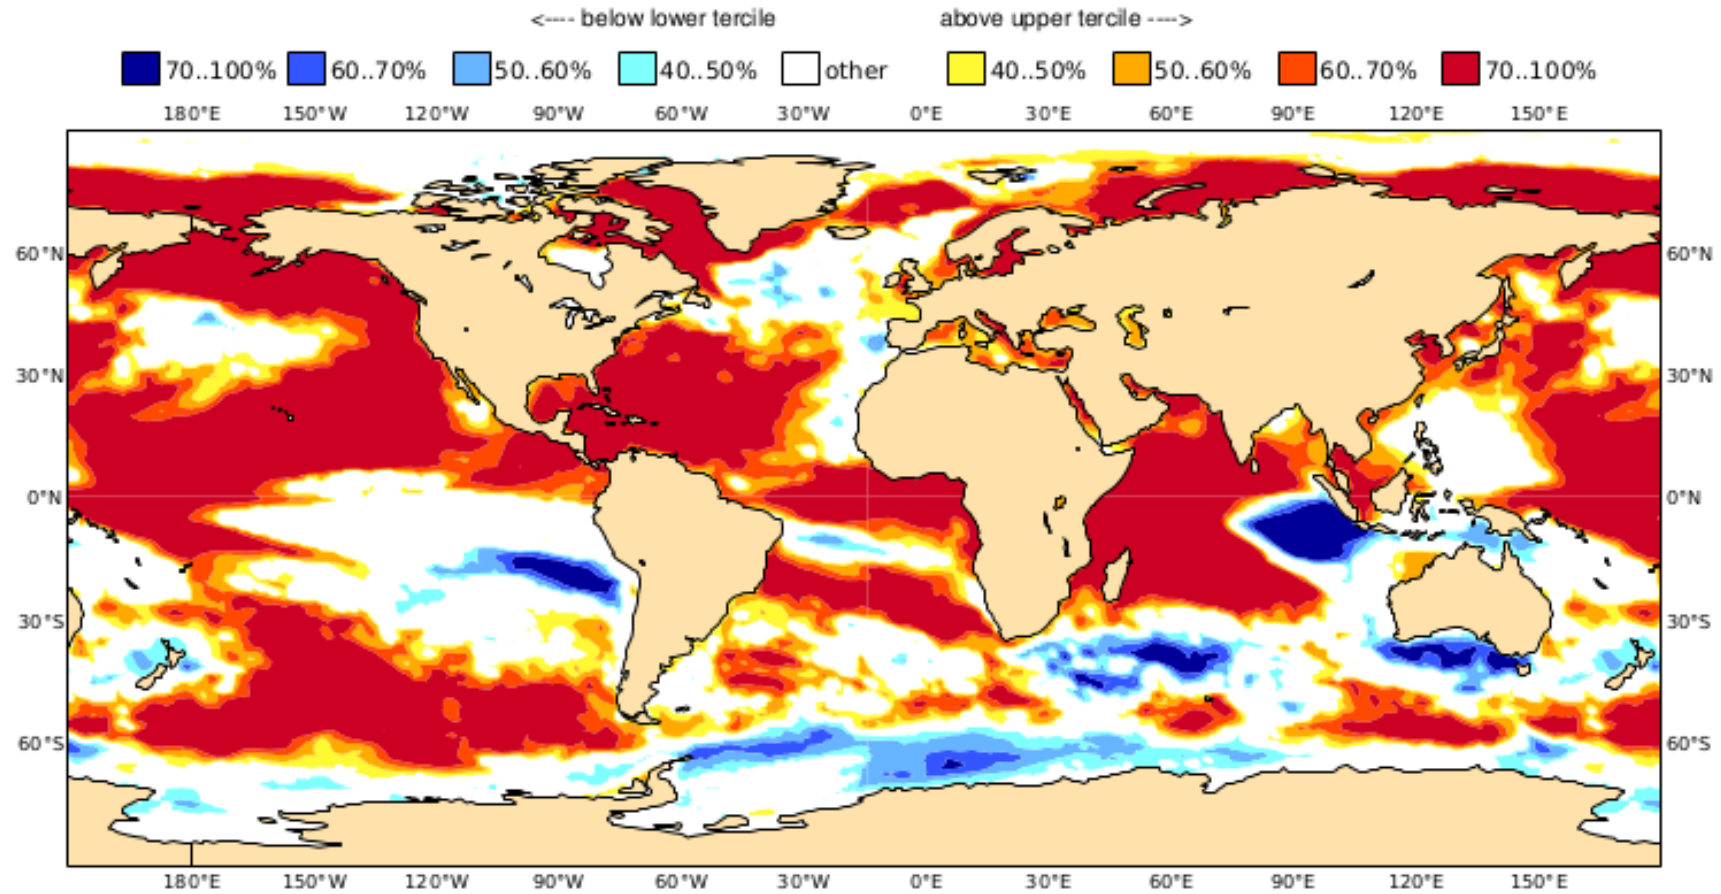 <---- below lower tercile above upper tercile ---->
70..100% 60..70% 50..60% 40..50% other 40..50% 50..60% 60..70% 70..100%
180°E 150°W 120°W 90°W 60°W 30°W 0°E 30°E 60°E 90°E 120°E 150°E
60°N 60°N
30°N 30°N
0°N 0°N
30°S 30°S
60°S 60°S
180°E 150°W 120°W 90°W 60°W 30°W 0°E 30°E 60°E 90°E 120°E 150°E